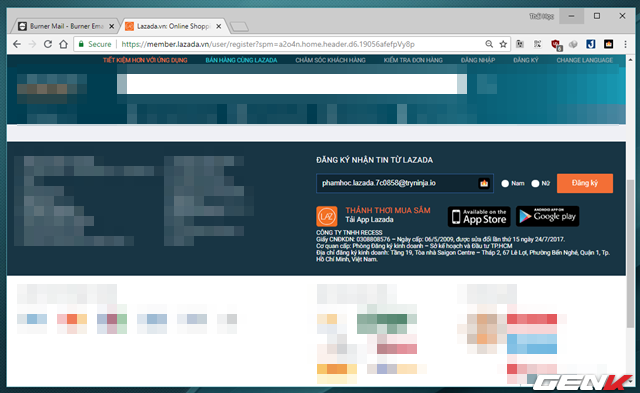 Thái Học
Burner Mail – Burner Ema
Lazada.vn: Online Shopp
Secure
https://member.lazada.vn/user/register?spm=a2o4n.home.header.d6.19056afefpVy8p
TIẾT KIỆM HƠN VỚI ỨNG DỤNG BÁN HÀNG CÙNG LAZADA CHĂM SÓC KHÁCH HÀNG KIỂM TRA ĐƠN HÀNG ĐĂNG NHẬP ĐĂNG KÝ CHANGE LANGUAGE
ĐĂNG KÝ NHẬN TIN TỪ LAZADA
phamhoc.lazada.7c0858@tryninja.io Nam Nữ Đăng ký
LAZ
THẢNH THƠI MUA SẮM
Tải App Lazada
Available on the
App Store
ANDROID APP ON
Google play
CÔNG TY TNHH RECESS
Giấy CNĐKDN: 0308808576 – Ngày cấp: 06/5/2009, được sửa đổi lần thứ 15 ngày 24/7/2017.
Cơ quan cấp: Phòng Đăng ký kinh doanh – Sở kế hoạch và Đầu tư TP.HCM
Địa chỉ đăng ký kinh doanh: Tầng 19, Tòa nhà Saigon Centre – Tháp 2, 67 Lê Lợi, Phường Bến Nghé, Quận 1, Tp.
Hồ Chí Minh, Việt Nam.
GENK